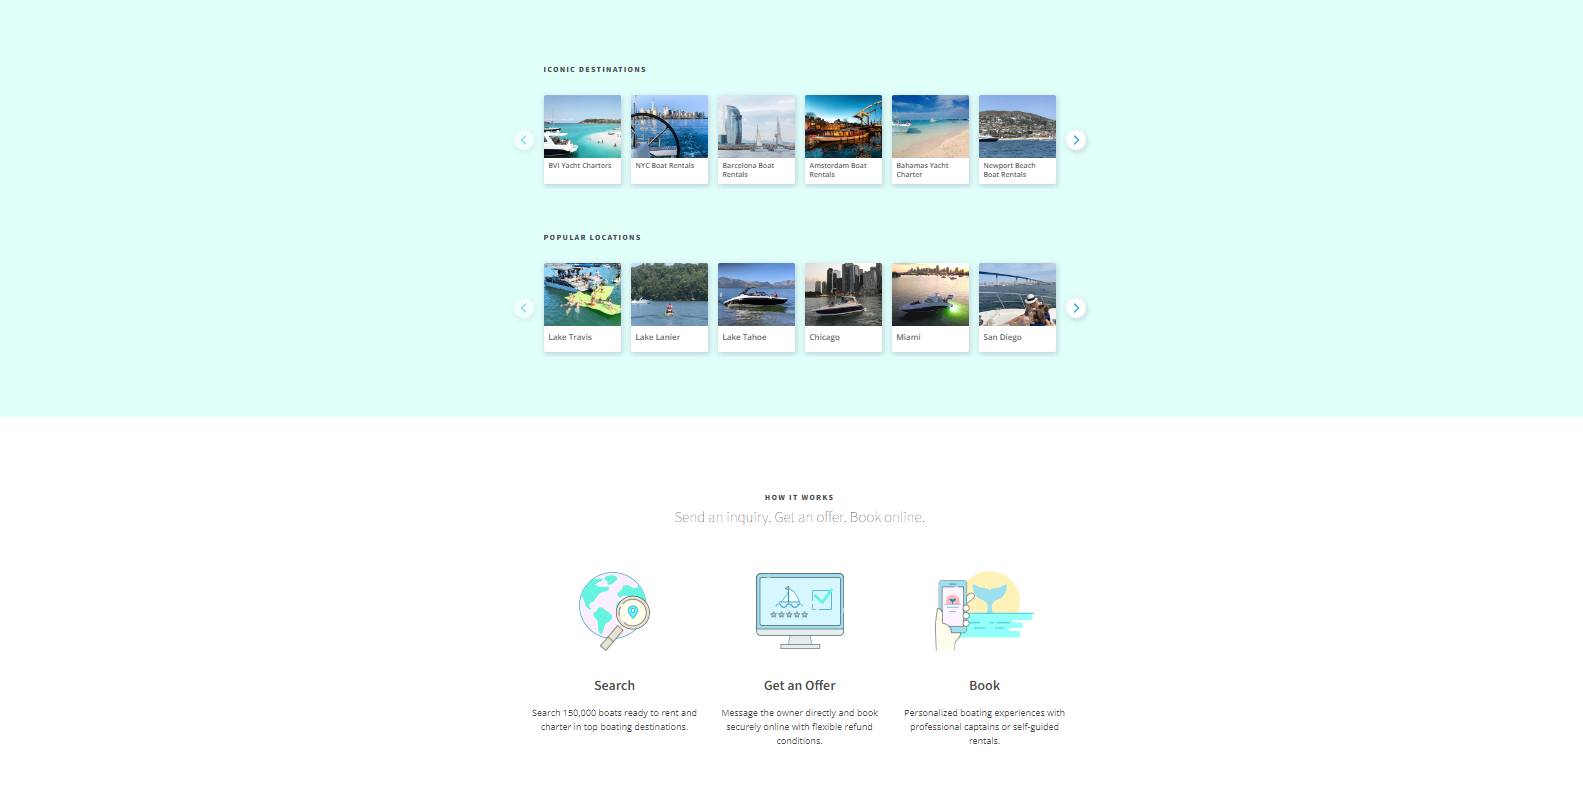 ICONIC DESTINATIONS
BVI Yacht Charters
NYC Boat Rentals
Barcelona Boat
Rentals
Amsterdam Boat
Rentals
Bahamas Yacht
Charter
Newport Beach
Boat Rentals
POPULAR LOCATIONS
Lake Travis
Lake Lanier
Lake Tahoe
Chicago
Miami
San Diego
HOW IT WORKS
Send an inquiry. Get an offer. Book online.
Search
Search 150,000 boats ready to rent and
charter in top boating destinations.
Get an Offer
Message the owner directly and book
securely online with flexible refund
conditions.
Book
Personalized boating experiences with
professional captains or self-guided
rentals.